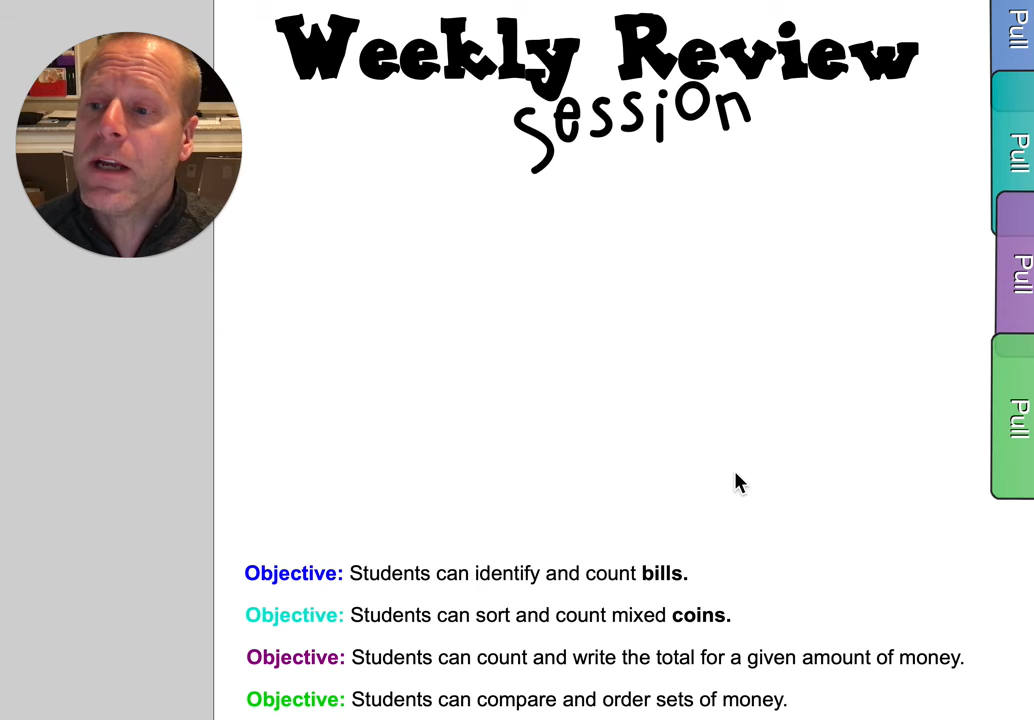 Weekly Review
session
Pull
Pull
Pull
Pull
Objective: Students can identify and count bills.
Objective: Students can sort and count mixed coins.
Objective: Students can count and write the total for a given amount of money.
Objective: Students can compare and order sets of money.